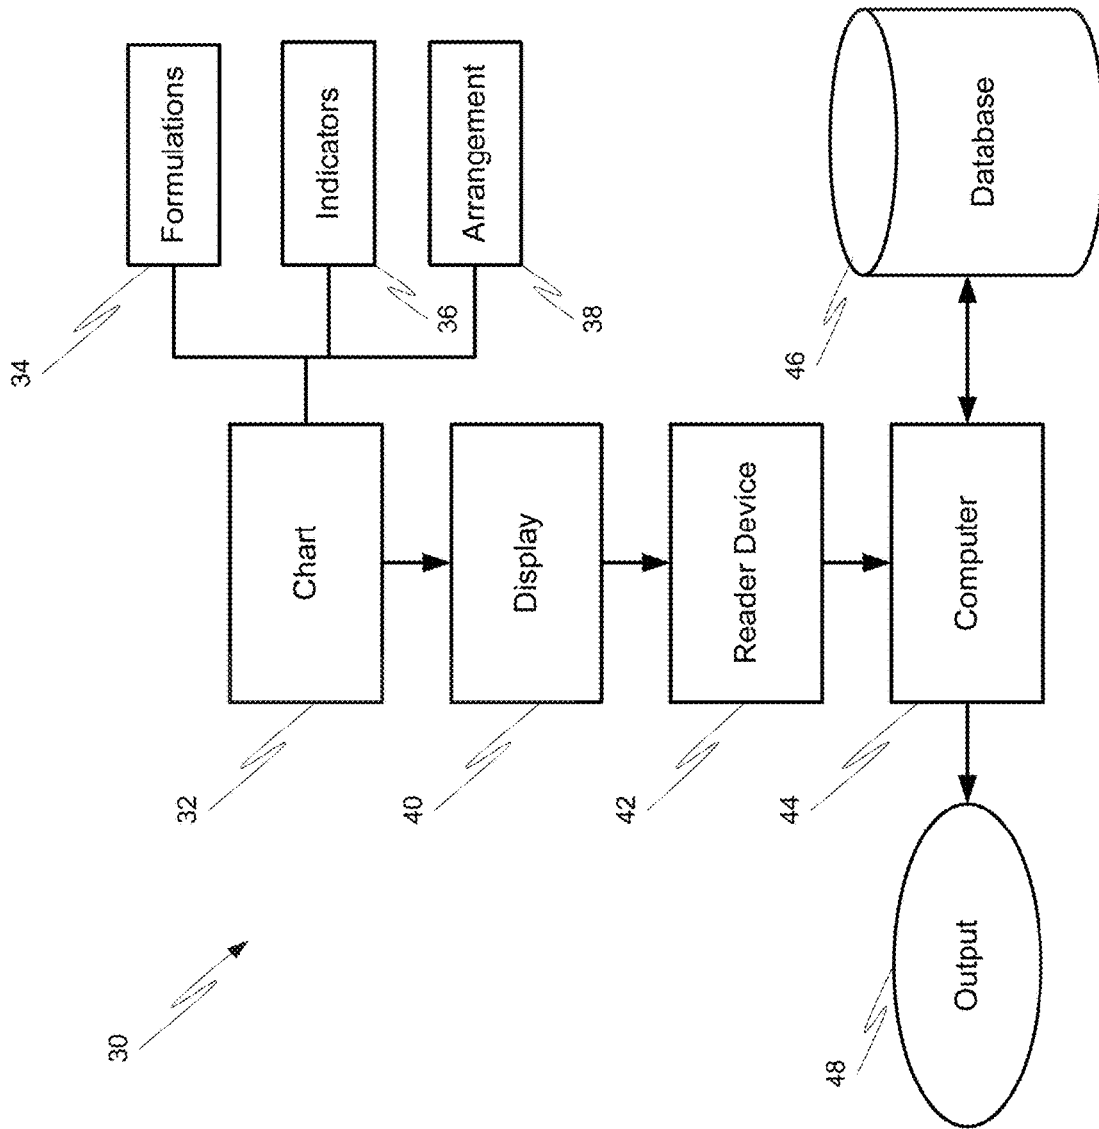 30
32
Chart
34
Formulations
36
Indicators
38
Arrangement
40
Display
42
Reader Device
44
Computer
46
Database
48
Output